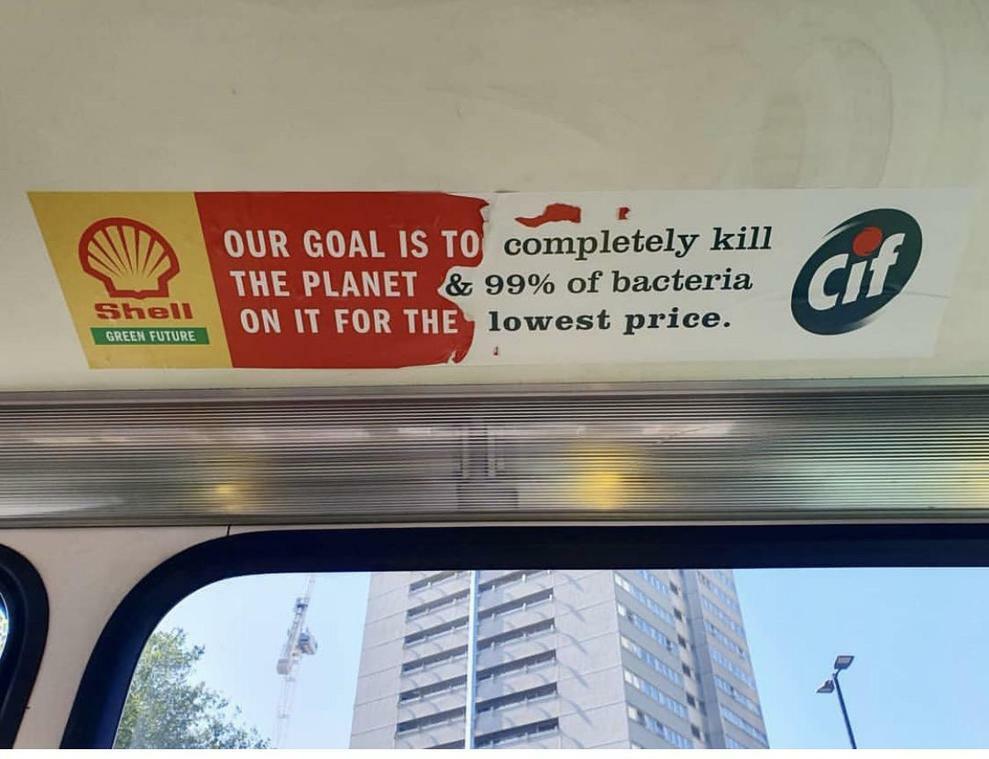 Shell
GREEN FUTURE
OUR GOAL IS TO completely kill
THE PLANET & 99% of bacteria
ON IT FOR THE lowest price.
Cif